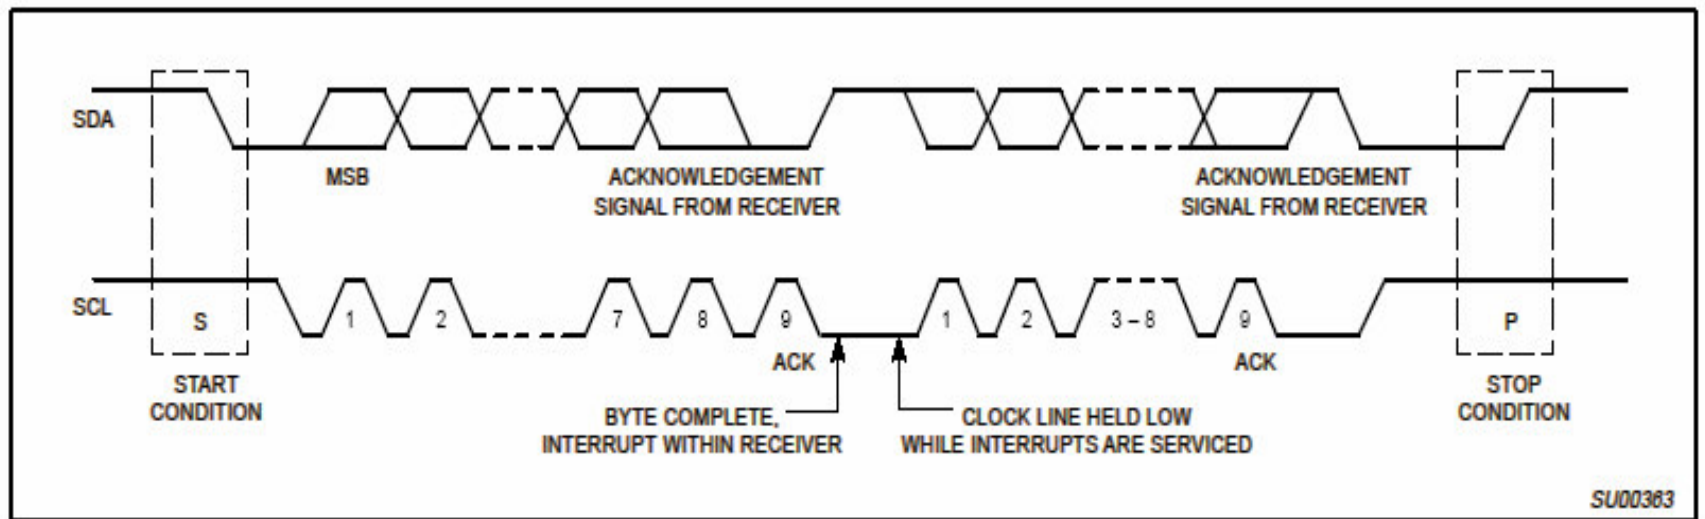 SDA
MSB
ACKNOWLEDGEMENT
SIGNAL FROM RECEIVER
ACKNOWLEDGEMENT
SIGNAL FROM RECEIVER
SCL
S
1
2
7
8
9
1
2
3 – 8
9
P
ACK
ACK
START
CONDITION
BYTE COMPLETE,
INTERRUPT WITHIN RECEIVER
CLOCK LINE HELD LOW
WHILE INTERRUPTS ARE SERVICED
STOP
CONDITION
SU00363